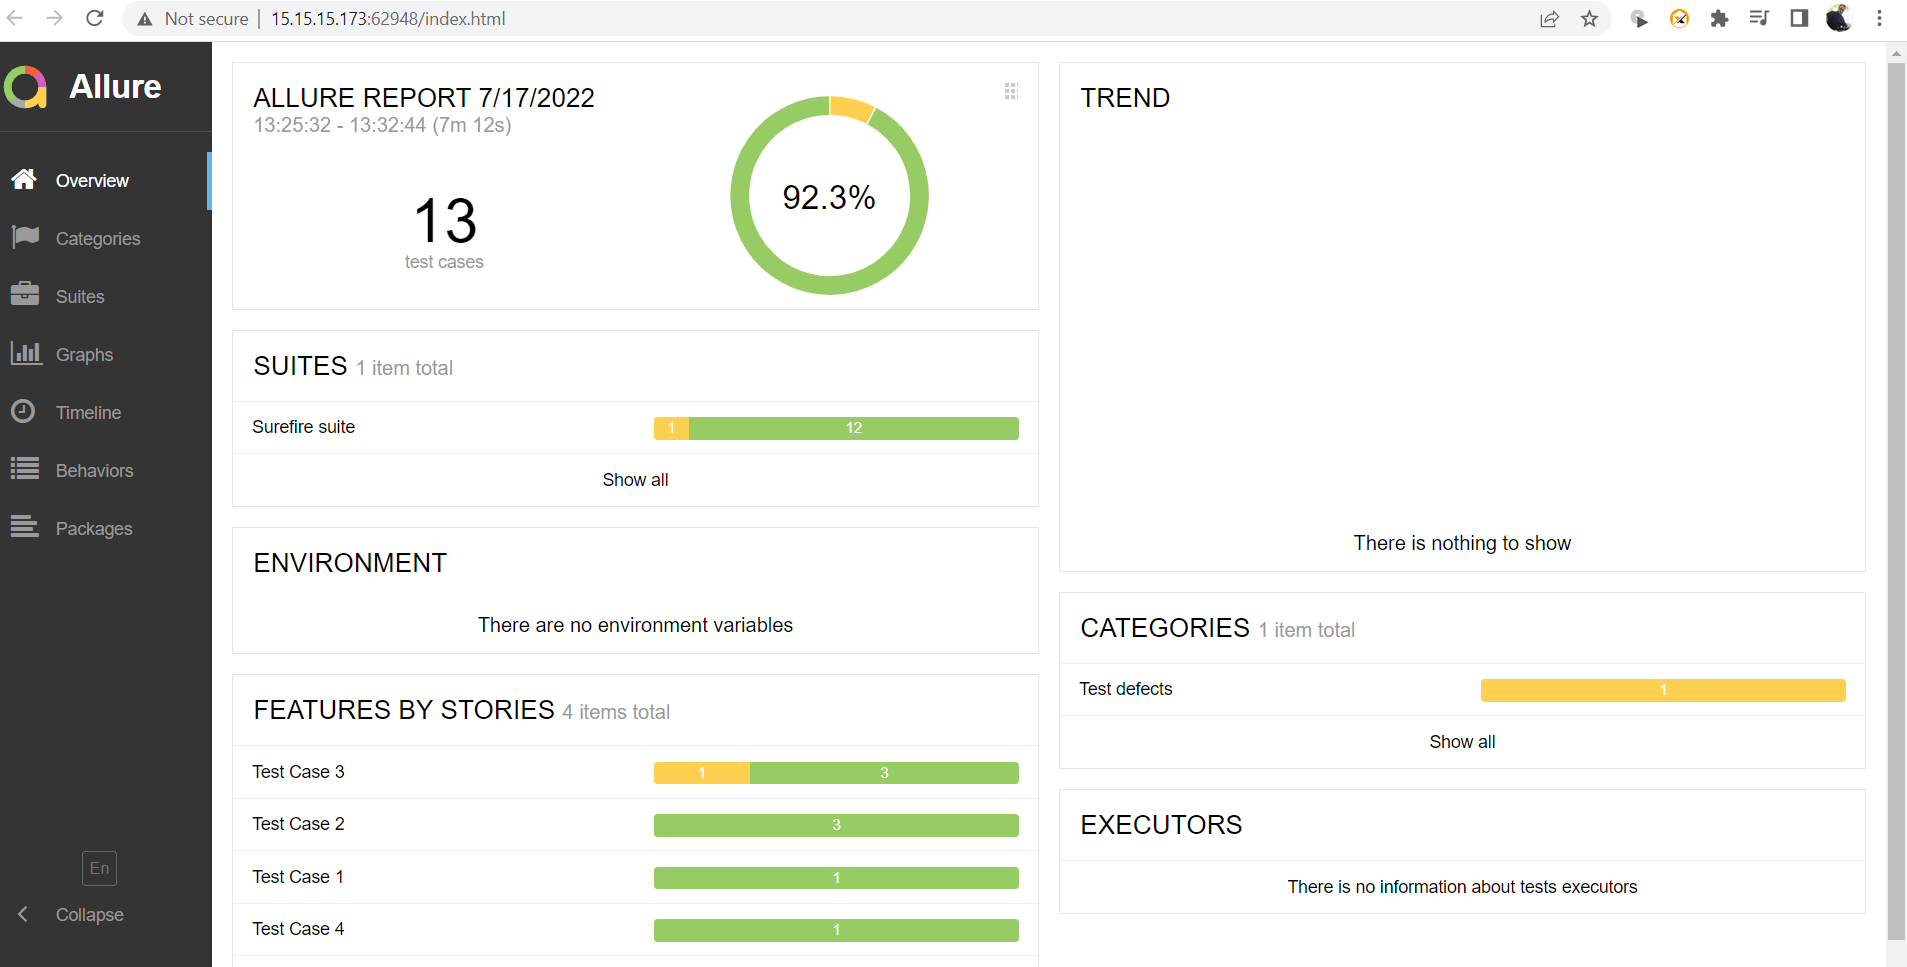 Not secure | 15.15.15.173:62948/index.html
Allure
Overview
Categories
Suites
Graphs
Timeline
Behaviors
Packages
En
Collapse
ALLURE REPORT 7/17/2022
13:25:32 - 13:32:44 (7m 12s)
13
test cases
92.3%
SUITES 1 item total
Surefire suite 1 12
Show all
ENVIRONMENT
There are no environment variables
FEATURES BY STORIES 4 items total
Test Case 3 1 3
Test Case 2 3
Test Case 1 1
Test Case 4 1
TREND
There is nothing to show
CATEGORIES 1 item total
Test defects 1
Show all
EXECUTORS
There is no information about tests executors